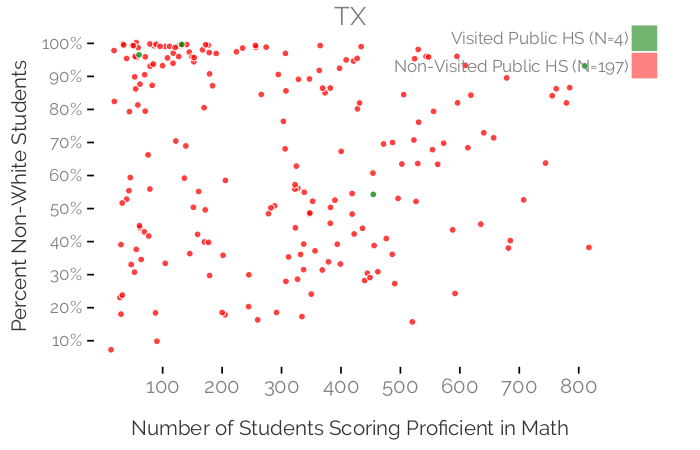 TX
Visited Public HS (N=4)
Non-Visited Public HS (N=197)
Percent Non-White Students
100%
90%
80%
70%
60%
50%
40%
30%
20%
10%
100 200 300 400 500 600 700 800
Number of Students Scoring Proficient in Math